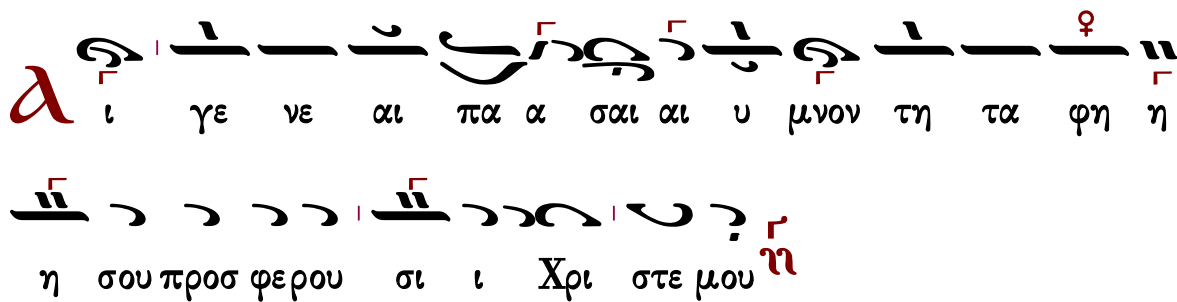 α ι γε νε αι πα α σαι αι υ μνον τη τα φη η
η σου προσ φε ρου σι ι Χρι στε μου